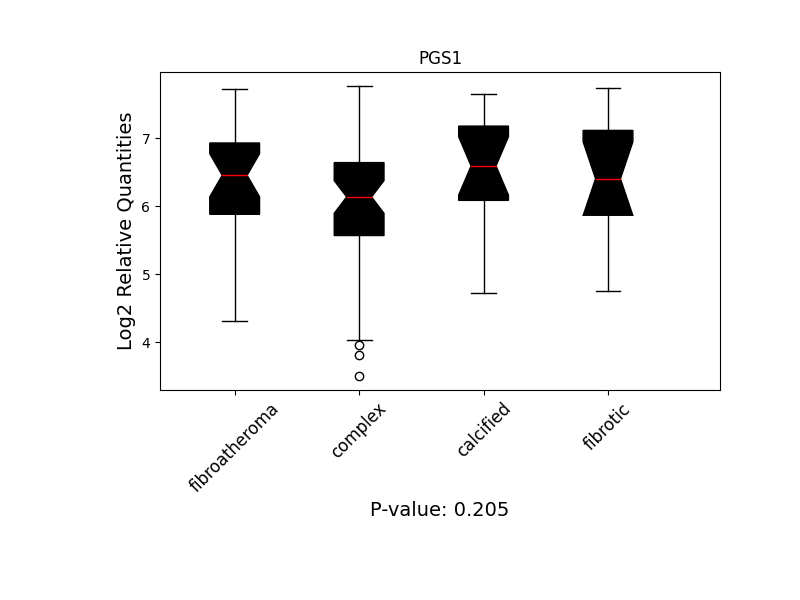 PGS1
Log2 Relative Quantities
7
6
5
4
fibroatheroma
complex
calcified
fibrotic
P-value: 0.205